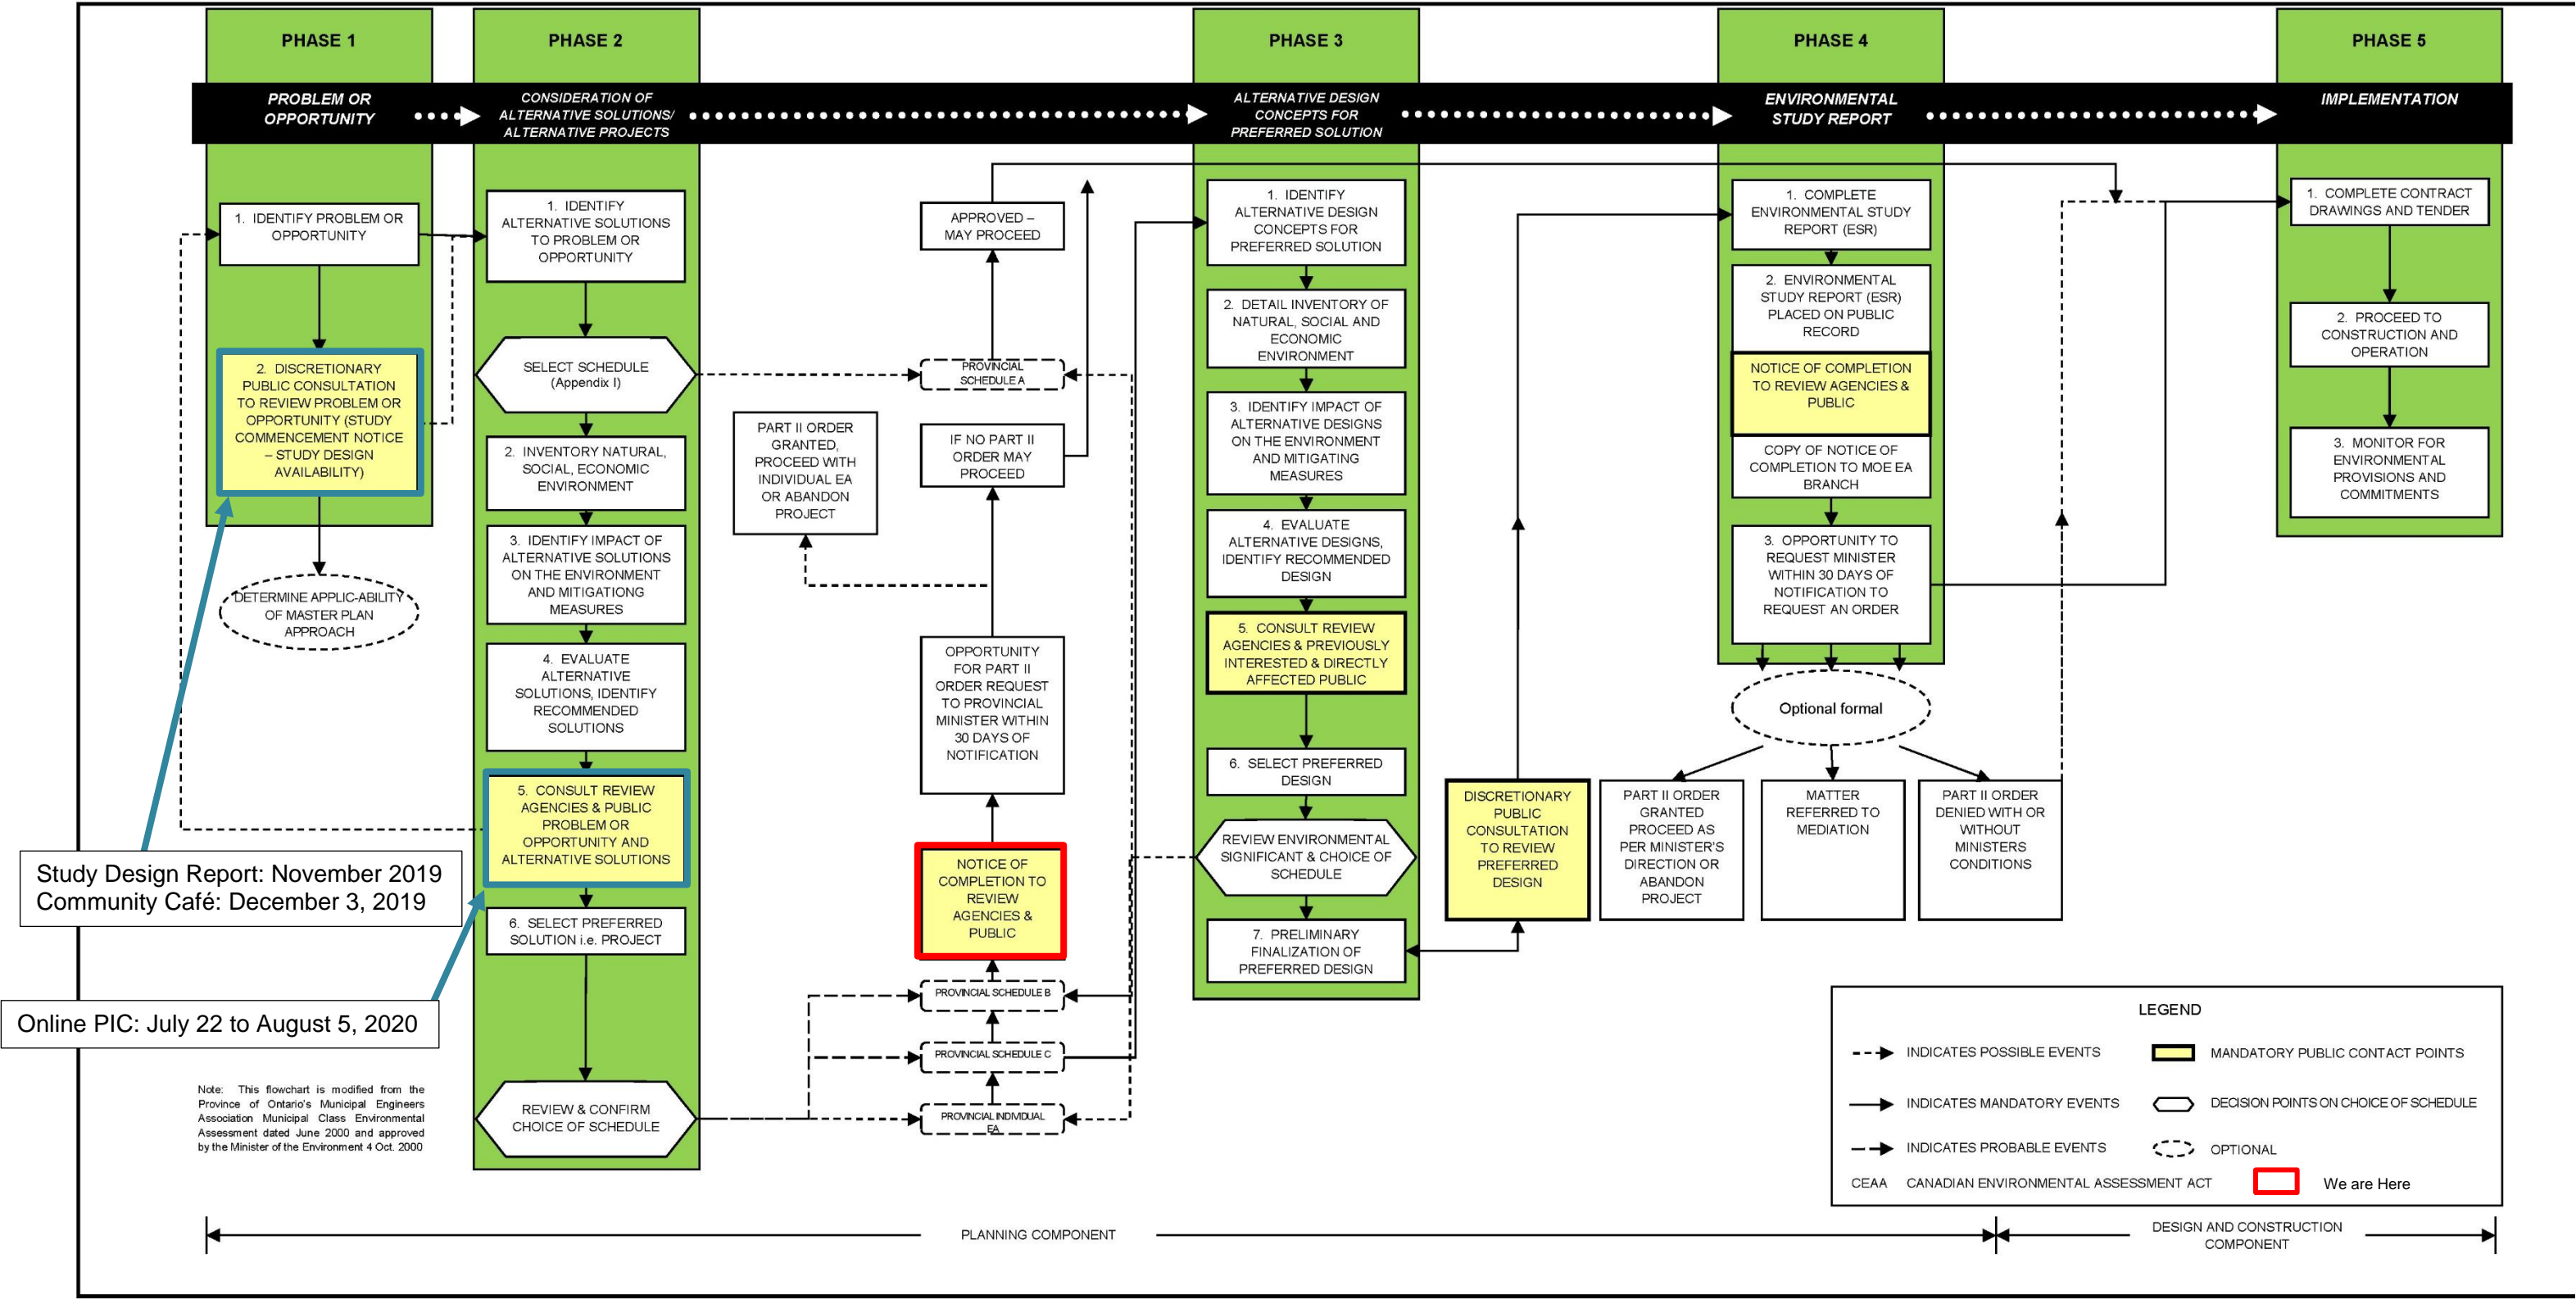 PHASE 1
PROBLEM OR
OPPORTUNITY
1. IDENTIFY PROBLEM OR
OPPORTUNITY
2. DISCRETIONARY
PUBLIC CONSULTATION
TO REVIEW PROBLEM OR
OPPORTUNITY (STUDY
COMMENCEMENT NOTICE
– STUDY DESIGN
AVAILABILITY)
DETERMINE APPLIC-ABILITY
OF MASTER PLAN
APPROACH
Study Design Report: November 2019
Community Café: December 3, 2019
Online PIC: July 22 to August 5, 2020
Note: This flowchart is modified from the
Province of Ontario's Municipal Engineers
Association Municipal Class Environmental
Assessment dated June 2000 and approved
by the Minister of the Environment 4 Oct. 2000
PHASE 2
CONSIDERATION OF
ALTERNATIVE SOLUTIONS/
ALTERNATIVE PROJECTS
1. IDENTIFY
ALTERNATIVE SOLUTIONS
TO PROBLEM OR
OPPORTUNITY
SELECT SCHEDULE
(Appendix I)
2. INVENTORY NATURAL,
SOCIAL, ECONOMIC
ENVIRONMENT
3. IDENTIFY IMPACT OF
ALTERNATIVE SOLUTIONS
ON THE ENVIRONMENT
AND MITIGATIONG
MEASURES
4. EVALUATE
ALTERNATIVE
SOLUTIONS, IDENTIFY
RECOMMENDED
SOLUTIONS
5. CONSULT REVIEW
AGENCIES & PUBLIC
PROBLEM OR
OPPORTUNITY AND
ALTERNATIVE SOLUTIONS
6. SELECT PREFERRED
SOLUTION i.e. PROJECT
REVIEW & CONFIRM
CHOICE OF SCHEDULE
PART II ORDER
GRANTED,
PROCEED WITH
INDIVIDUAL EA
OR ABANDON
PROJECT
APPROVED –
MAY PROCEED
PROVINCIAL
SCHEDULE A
IF NO PART II
ORDER MAY
PROCEED
OPPORTUNITY
FOR PART II
ORDER REQUEST
TO PROVINCIAL
MINISTER WITHIN
30 DAYS OF
NOTIFICATION
NOTICE OF
COMPLETION TO
REVIEW
AGENCIES &
PUBLIC
PROVINCIAL SCHEDULE B
PROVINCIAL SCHEDULE C
PROVINCIAL INDIVIDUAL
EA
PHASE 3
ALTERNATIVE DESIGN
CONCEPTS FOR
PREFERRED SOLUTION
1. IDENTIFY
ALTERNATIVE DESIGN
CONCEPTS FOR
PREFERRED SOLUTION
2. DETAIL INVENTORY OF
NATURAL, SOCIAL AND
ECONOMIC
ENVIRONMENT
3. IDENTIFY IMPACT OF
ALTERNATIVE DESIGNS
ON THE ENVIRONMENT
AND MITIGATING
MEASURES
4. EVALUATE
ALTERNATIVE DESIGNS,
IDENTIFY RECOMMENDED
DESIGN
5. CONSULT REVIEW
AGENCIES & PREVIOUSLY
INTERESTED & DIRECTLY
AFFECTED PUBLIC
6. SELECT PREFERRED
DESIGN
REVIEW ENVIRONMENTAL
SIGNIFICANT & CHOICE OF
SCHEDULE
7. PRELIMINARY
FINALIZATION OF
PREFERRED DESIGN
DISCRETIONARY
PUBLIC
CONSULTATION
TO REVIEW
PREFERRED
DESIGN
PHASE 4
ENVIRONMENTAL
STUDY REPORT
1. COMPLETE
ENVIRONMENTAL STUDY
REPORT (ESR)
2. ENVIRONMENTAL
STUDY REPORT (ESR)
PLACED ON PUBLIC
RECORD
NOTICE OF COMPLETION
TO REVIEW AGENCIES &
PUBLIC
COPY OF NOTICE OF
COMPLETION TO MOE EA
BRANCH
3. OPPORTUNITY TO
REQUEST MINISTER
WITHIN 30 DAYS OF
NOTIFICATION TO
REQUEST AN ORDER
Optional formal
PART II ORDER
GRANTED
PROCEED AS
PER MINISTER'S
DIRECTION OR
ABANDON
PROJECT
MATTER
REFERRED TO
MEDIATION
PART II ORDER
DENIED WITH OR
WITHOUT
MINISTERS
CONDITIONS
PHASE 5
IMPLEMENTATION
1. COMPLETE CONTRACT
DRAWINGS AND TENDER
2. PROCEED TO
CONSTRUCTION AND
OPERATION
3. MONITOR FOR
ENVIRONMENTAL
PROVISIONS AND
COMMITMENTS
LEGEND
INDICATES POSSIBLE EVENTS
MANDATORY PUBLIC CONTACT POINTS
INDICATES MANDATORY EVENTS
DECISION POINTS ON CHOICE OF SCHEDULE
INDICATES PROBABLE EVENTS
OPTIONAL
CEAA CANADIAN ENVIRONMENTAL ASSESSMENT ACT
We are Here
PLANNING COMPONENT
DESIGN AND CONSTRUCTION
COMPONENT